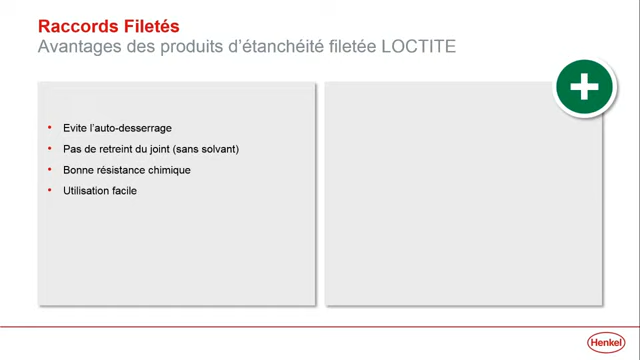 Raccords Filetés
Avantages des produits d'étanchéité filetée LOCTITE
• Evite l'auto-desserrage
• Pas de retreint du joint (sans solvant)
• Bonne résistance chimique
• Utilisation facile
Henkel